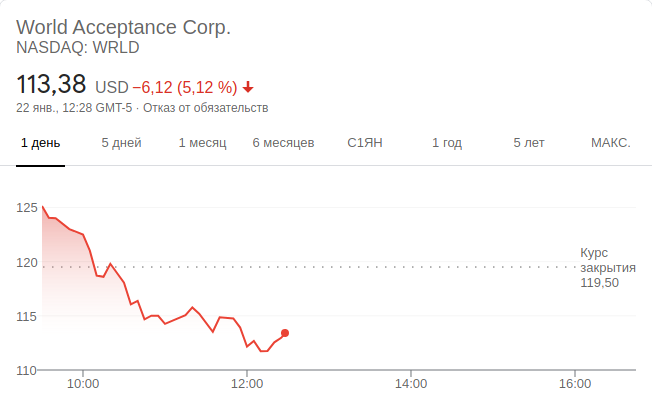 World Acceptance Corp.
NASDAQ: WRLD
113,38 USD −6,12 (5,12 %)
22 янв., 12:28 GMT-5 · Отказ от обязательств
1 день 5 дней 1 месяц 6 месяцев С1ЯН 1 год 5 лет МАКС.
125
120
115
110
Курс
закрытия
119,50
10:00 12:00 14:00 16:00